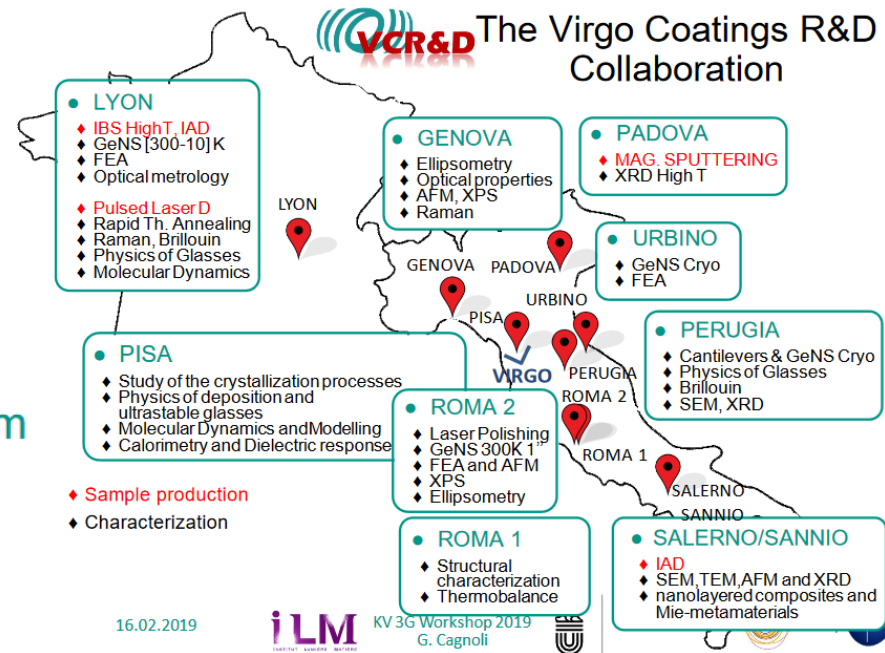 VCR&D
The Virgo Coatings R&D
Collaboration
● LYON
♦ IBS HighT, IAD
♦ GeNS [300-10] K
♦ FEA
♦ Optical metrology
♦ Pulsed Laser D
♦ Rapid Th. Annealing
♦ Raman, Brillouin
♦ Physics of Glasses
♦ Molecular Dynamics
● GENOVA
♦ Ellipsometry
♦ Optical properties
♦ AFM, XPS
♦ Raman
● PADOVA
♦ MAG. SPUTTERING
♦ XRD High T
● URBINO
♦ GeNS Cryo
♦ FEA
● PERUGIA
♦ Cantilevers & GeNS Cryo
♦ Physics of Glasses
♦ Brillouin
♦ SEM, XRD
LYON
GENOVA
PADOVA
URBINO
PISA
VIRGO
PERUGIA
ROMA 2
ROMA 1
SALERNO
SANNIO
● PISA
♦ Study of the crystallization processes
♦ Physics of deposition and
ultrastable glasses
♦ Molecular Dynamics andModelling
♦ Calorimetry and Dielectric response
● ROMA 2
♦ Laser Polishing
♦ GeNS 300K 1"
♦ FEA and AFM
♦ XPS
♦ Ellipsometry
● ROMA 1
♦ Structural
characterization
♦ Thermobalance
● SALERNO/SANNIO
♦ IAD
♦ SEM,TEM,AFM and XRD
♦ nanolayered composites and
Mie-metamaterials
m
♦ Sample production
♦ Characterization
16.02.2019
iLM
INSTITUT LUMIÈRE MATIÈRE
KV 3G Workshop 2019
G. Cagnoli